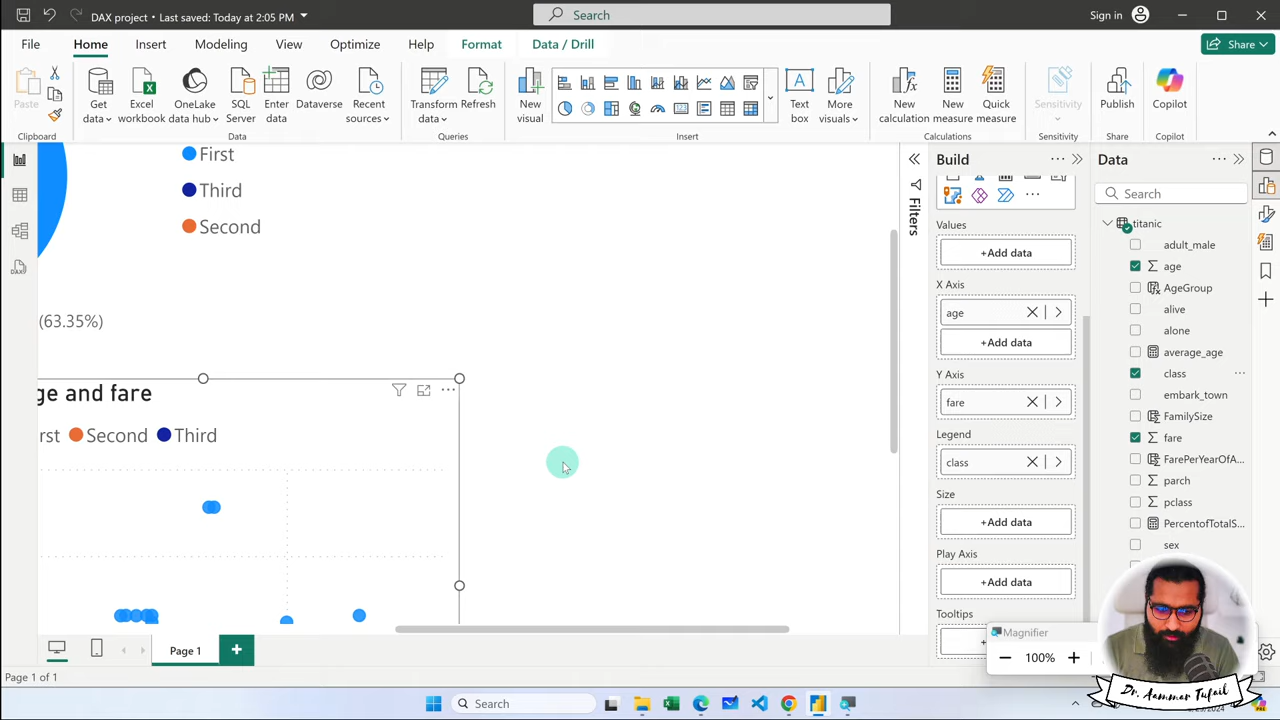 DAX project • Last saved: Today at 2:05 PM
Search
Sign in
File
Home
Insert
Modeling
View
Optimize
Help
Format
Data / Drill
Share
Paste
Get data
Excel workbook
OneLake data hub
SQL Server
Enter data
Dataverse
Recent sources
Transform data
Refresh
New visual
Text box
More visuals
New calculation
New measure
Quick measure
Sensitivity
Publish
Copilot
Clipboard
Data
Queries
Insert
Calculations
Sensitivity
Share
Copilot
First
Third
Second
(63.35%)
ge and fare
rst
Second
Third
Filters
Build
Values
+Add data
X Axis
age
+Add data
Y Axis
fare
Legend
class
Size
+Add data
Play Axis
+Add data
Tooltips
Data
Search
titanic
adult_male
age
AgeGroup
alive
alone
average_age
class
embark_town
FamilySize
fare
FarePerYearOfA...
parch
pclass
PercentofTotalS...
sex
Magnifier
100%
Page 1
Page 1 of 1
Search
Dr. Aammar Tufail